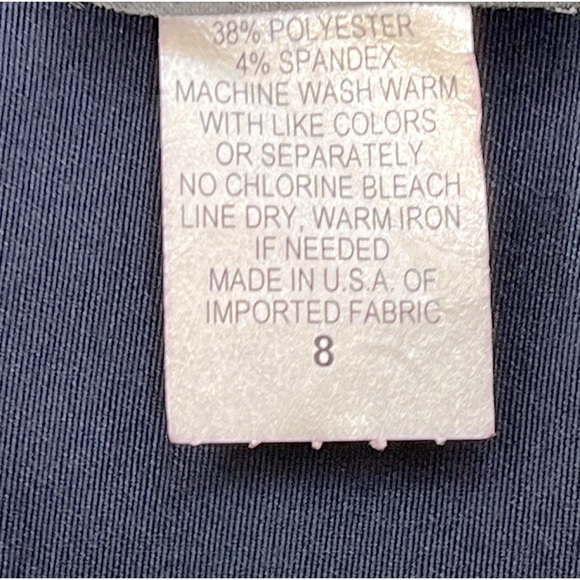 38% POLYESTER
4% SPANDEX
MACHINE WASH WARM
WITH LIKE COLORS
OR SEPARATELY
NO CHLORINE BLEACH
LINE DRY, WARM IRON
IF NEEDED
MADE IN U.S.A. OF
IMPORTED FABRIC
8